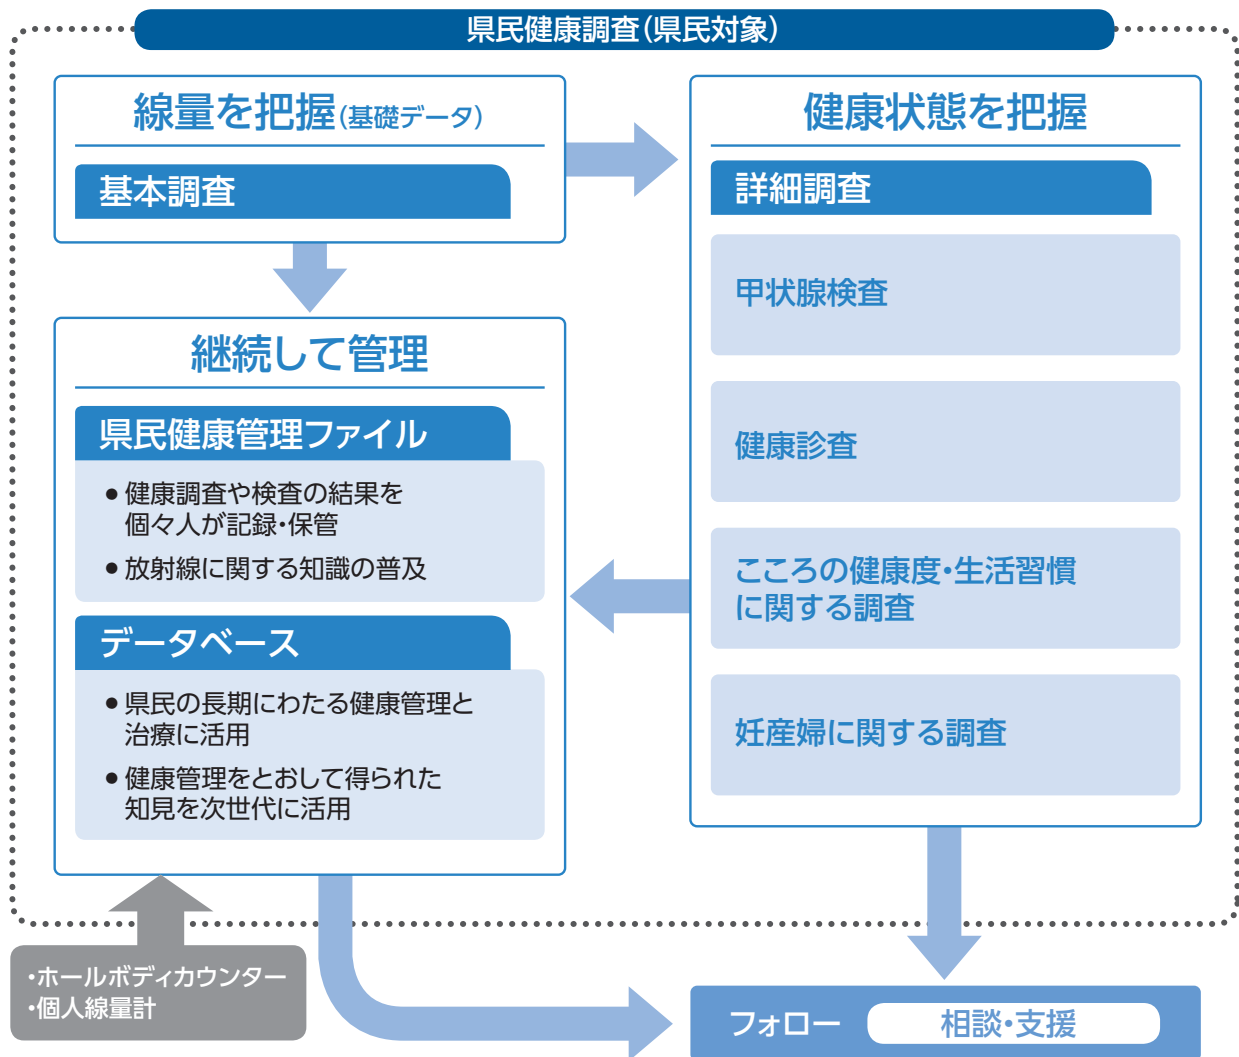 県民健康調査(県民対象)
線量を把握(基礎データ)
基本調査
健康状態を把握
詳細調査
甲状腺検査
健康診査
こころの健康度・生活習慣
に関する調査
妊産婦に関する調査
継続して管理
県民健康管理ファイル
● 健康調査や検査の結果を
個々人が記録・保管
● 放射線に関する知識の普及
データベース
● 県民の長期にわたる健康管理と
治療に活用
● 健康管理をとおして得られた
知見を次世代に活用
・ホールボディカウンター
・個人線量計
フォロー 相談・支援